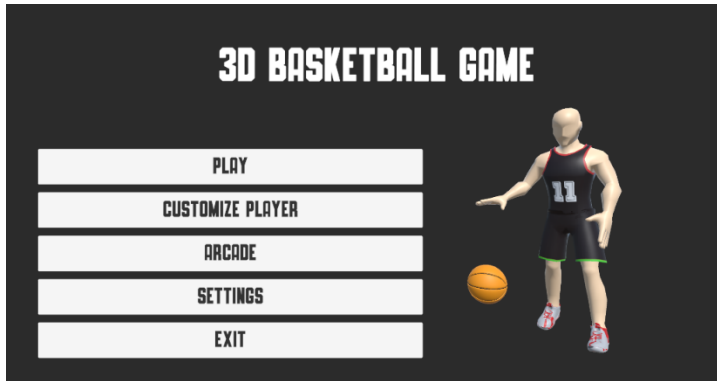 3D BASKETBALL GAME
PLAY
CUSTOMIZE PLAYER
ARCADE
SETTINGS
EXIT
11